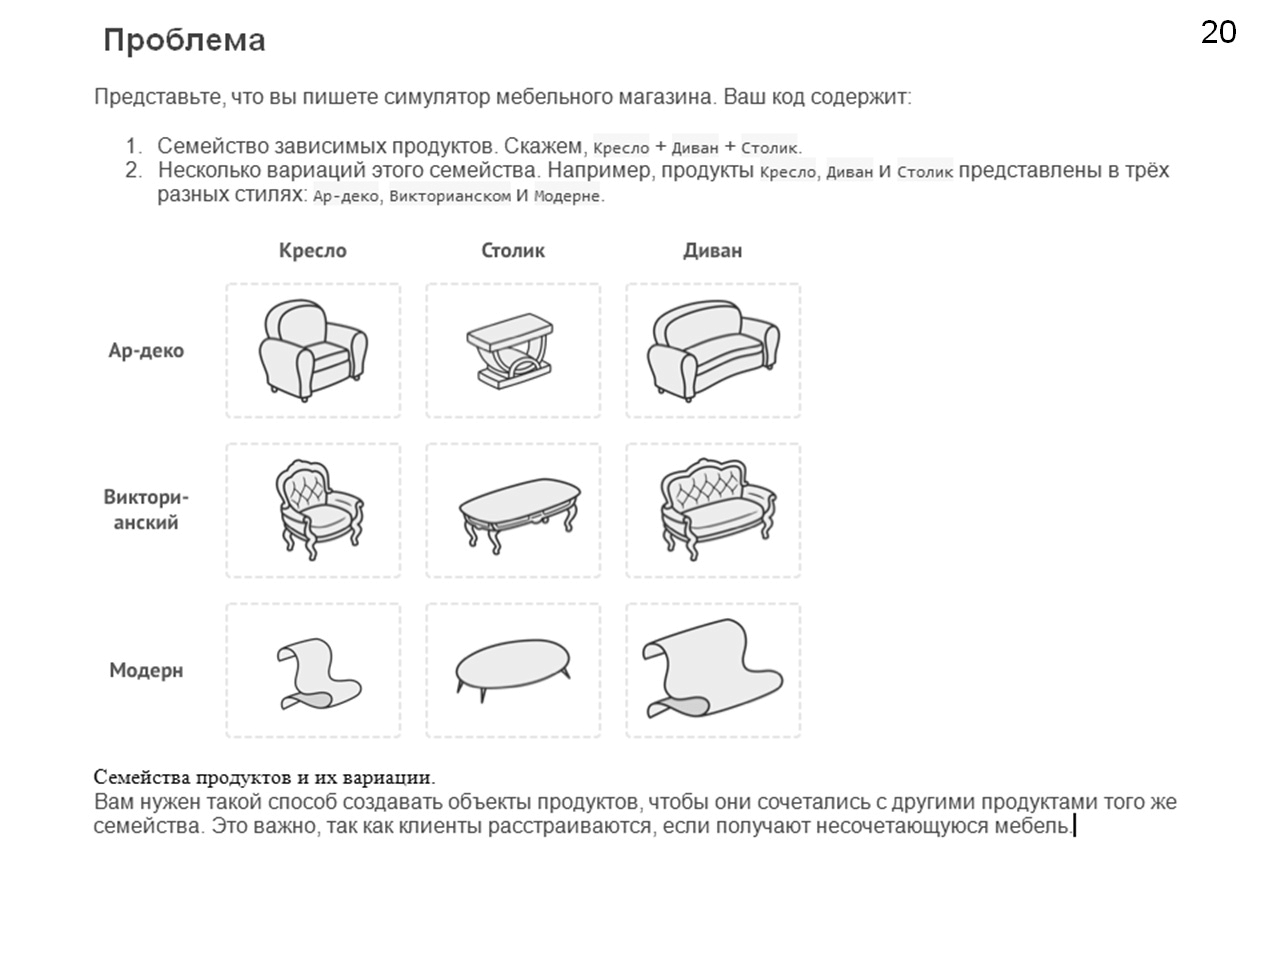 Проблема
20
Представьте, что вы пишете симулятор мебельного магазина. Ваш код содержит:
1. Семейство зависимых продуктов. Скажем, Кресло + Диван + Столик.
2. Несколько вариаций этого семейства. Например, продукты Кресло, Диван и Столик представлены в трёх
разных стилях: Ар-деко, Викторианском и Модерне.
Кресло Столик Диван
Ар-деко
Виктори-
анский
Модерн
Семейства продуктов и их вариации.
Вам нужен такой способ создавать объекты продуктов, чтобы они сочетались с другими продуктами того же
семейства. Это важно, так как клиенты расстраиваются, если получают несочетающуюся мебель.